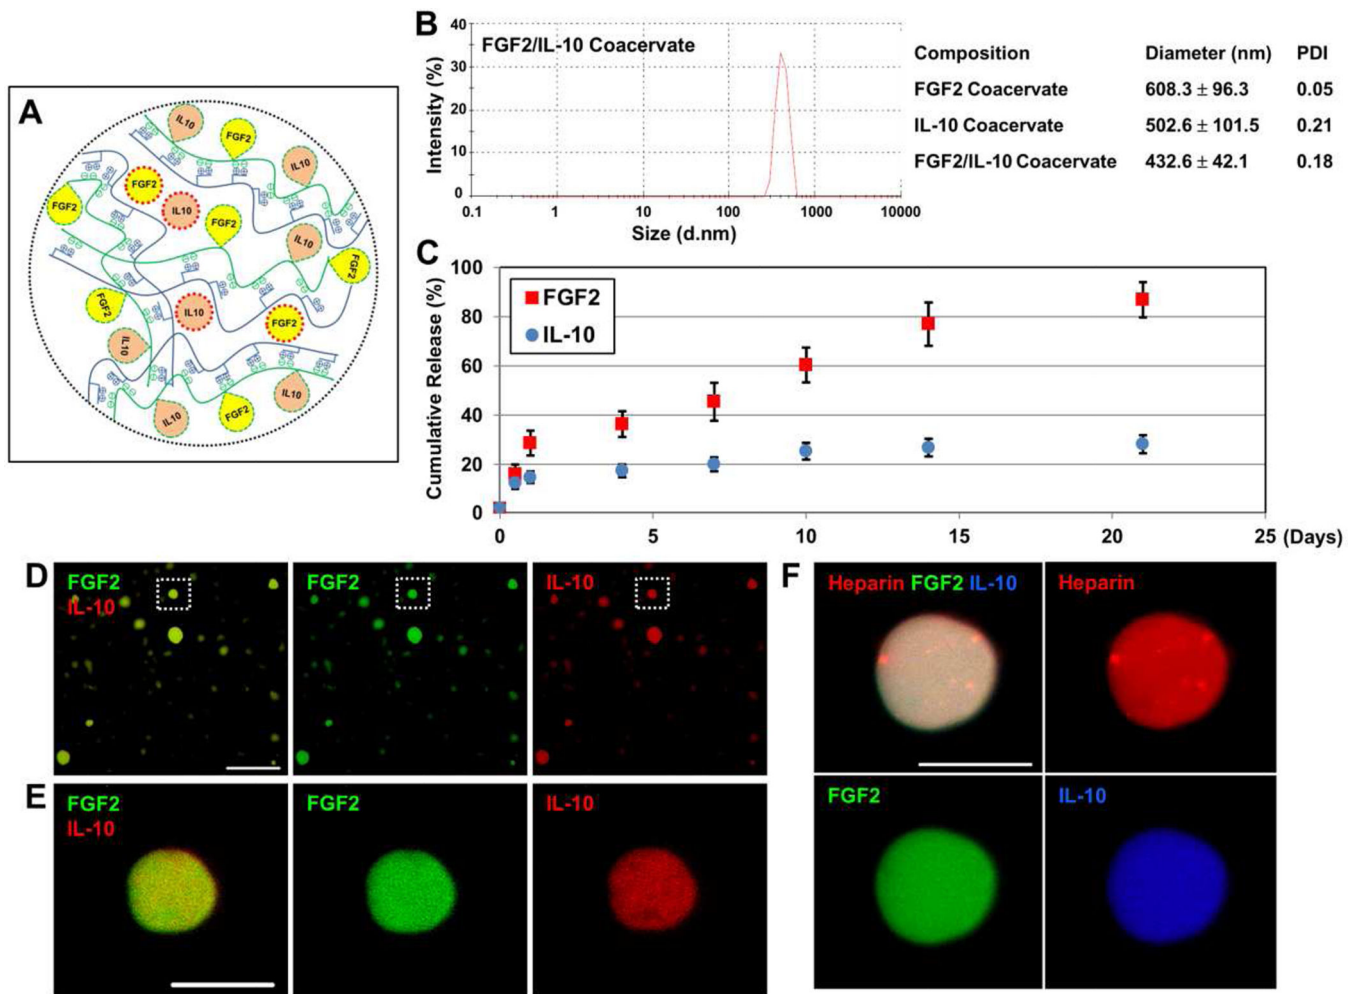 A
IL10
FGF2
IL10
FGF2
FGF2
IL10
FGF2
IL10
FGF2
FGF2
IL10
FGF2
IL10
IL10
IL10
FGF2
B
FGF2/IL-10 Coacervate
Intensity (%)
40
30
20
10
0
0.1 1 10 100 1000 10000
Size (d.nm)
Composition Diameter (nm) PDI
FGF2 Coacervate 608.3 ± 96.3 0.05
IL-10 Coacervate 502.6 ± 101.5 0.21
FGF2/IL-10 Coacervate 432.6 ± 42.1 0.18
C
Cumulative Release (%)
100
80
60
40
20
0
FGF2
IL-10
0 5 10 15 20 25 (Days)
D
FGF2
IL-10
FGF2
IL-10
E
FGF2
IL-10
FGF2
IL-10
F
Heparin FGF2 IL-10
Heparin
FGF2
IL-10